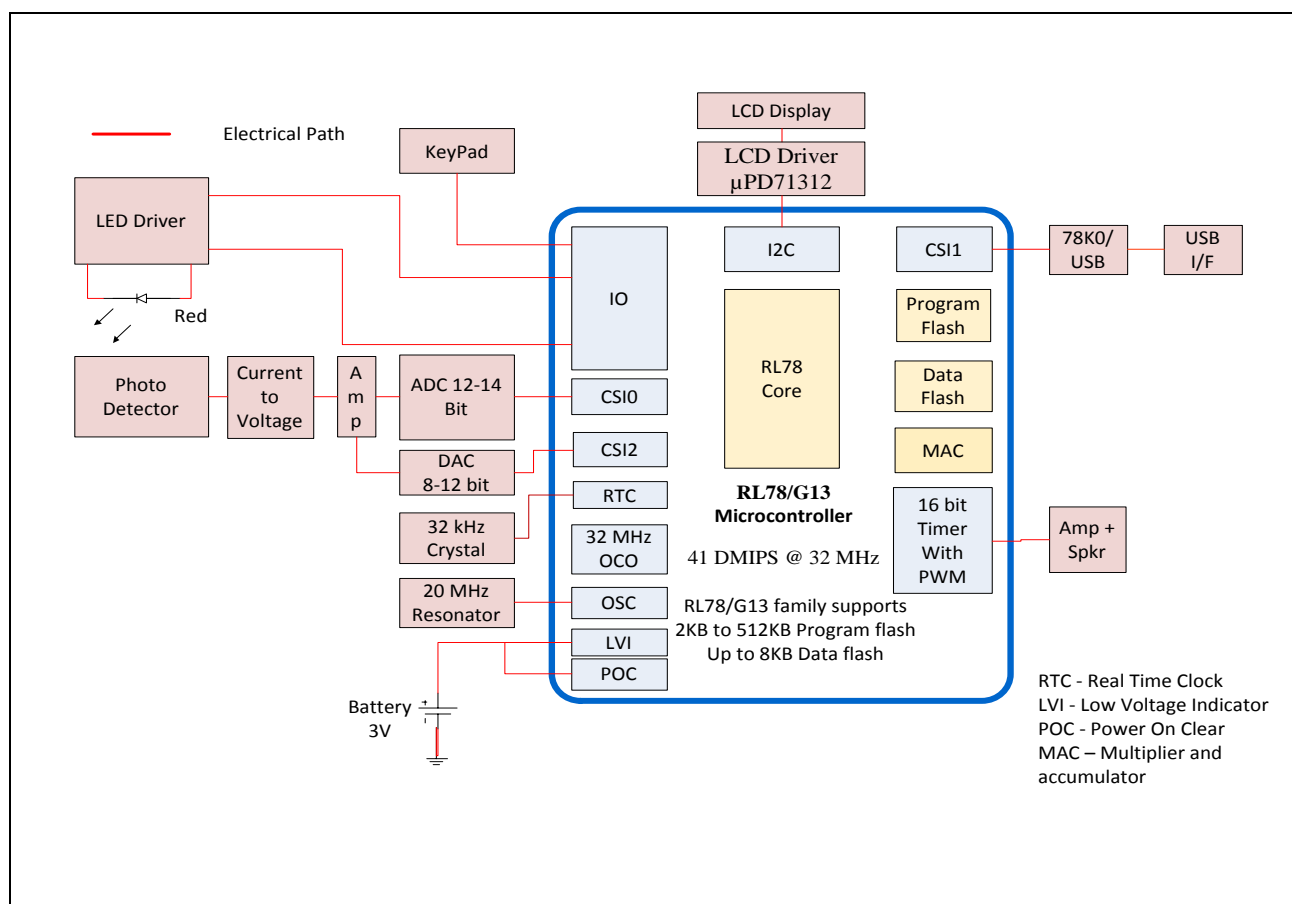 Electrical Path
LED Driver
Red
KeyPad
LCD Display
LCD Driver
µPD71312
IO
I2C
CSI1
78K0/
USB
USB
I/F
Program
Flash
RL78
Core
Data
Flash
MAC
Photo
Detector
Current
to
Voltage
A
m
p
ADC 12-14
Bit
CSI0
DAC
8-12 bit
CSI2
32 kHz
Crystal
RTC
32 MHz
OCO
20 MHz
Resonator
OSC
LVI
POC
Battery
3V
RL78/G13
Microcontroller
41 DMIPS @ 32 MHz
RL78/G13 family supports
2KB to 512KB Program flash
Up to 8KB Data flash
16 bit
Timer
With
PWM
Amp +
Spkr
RTC - Real Time Clock
LVI - Low Voltage Indicator
POC - Power On Clear
MAC – Multiplier and
accumulator